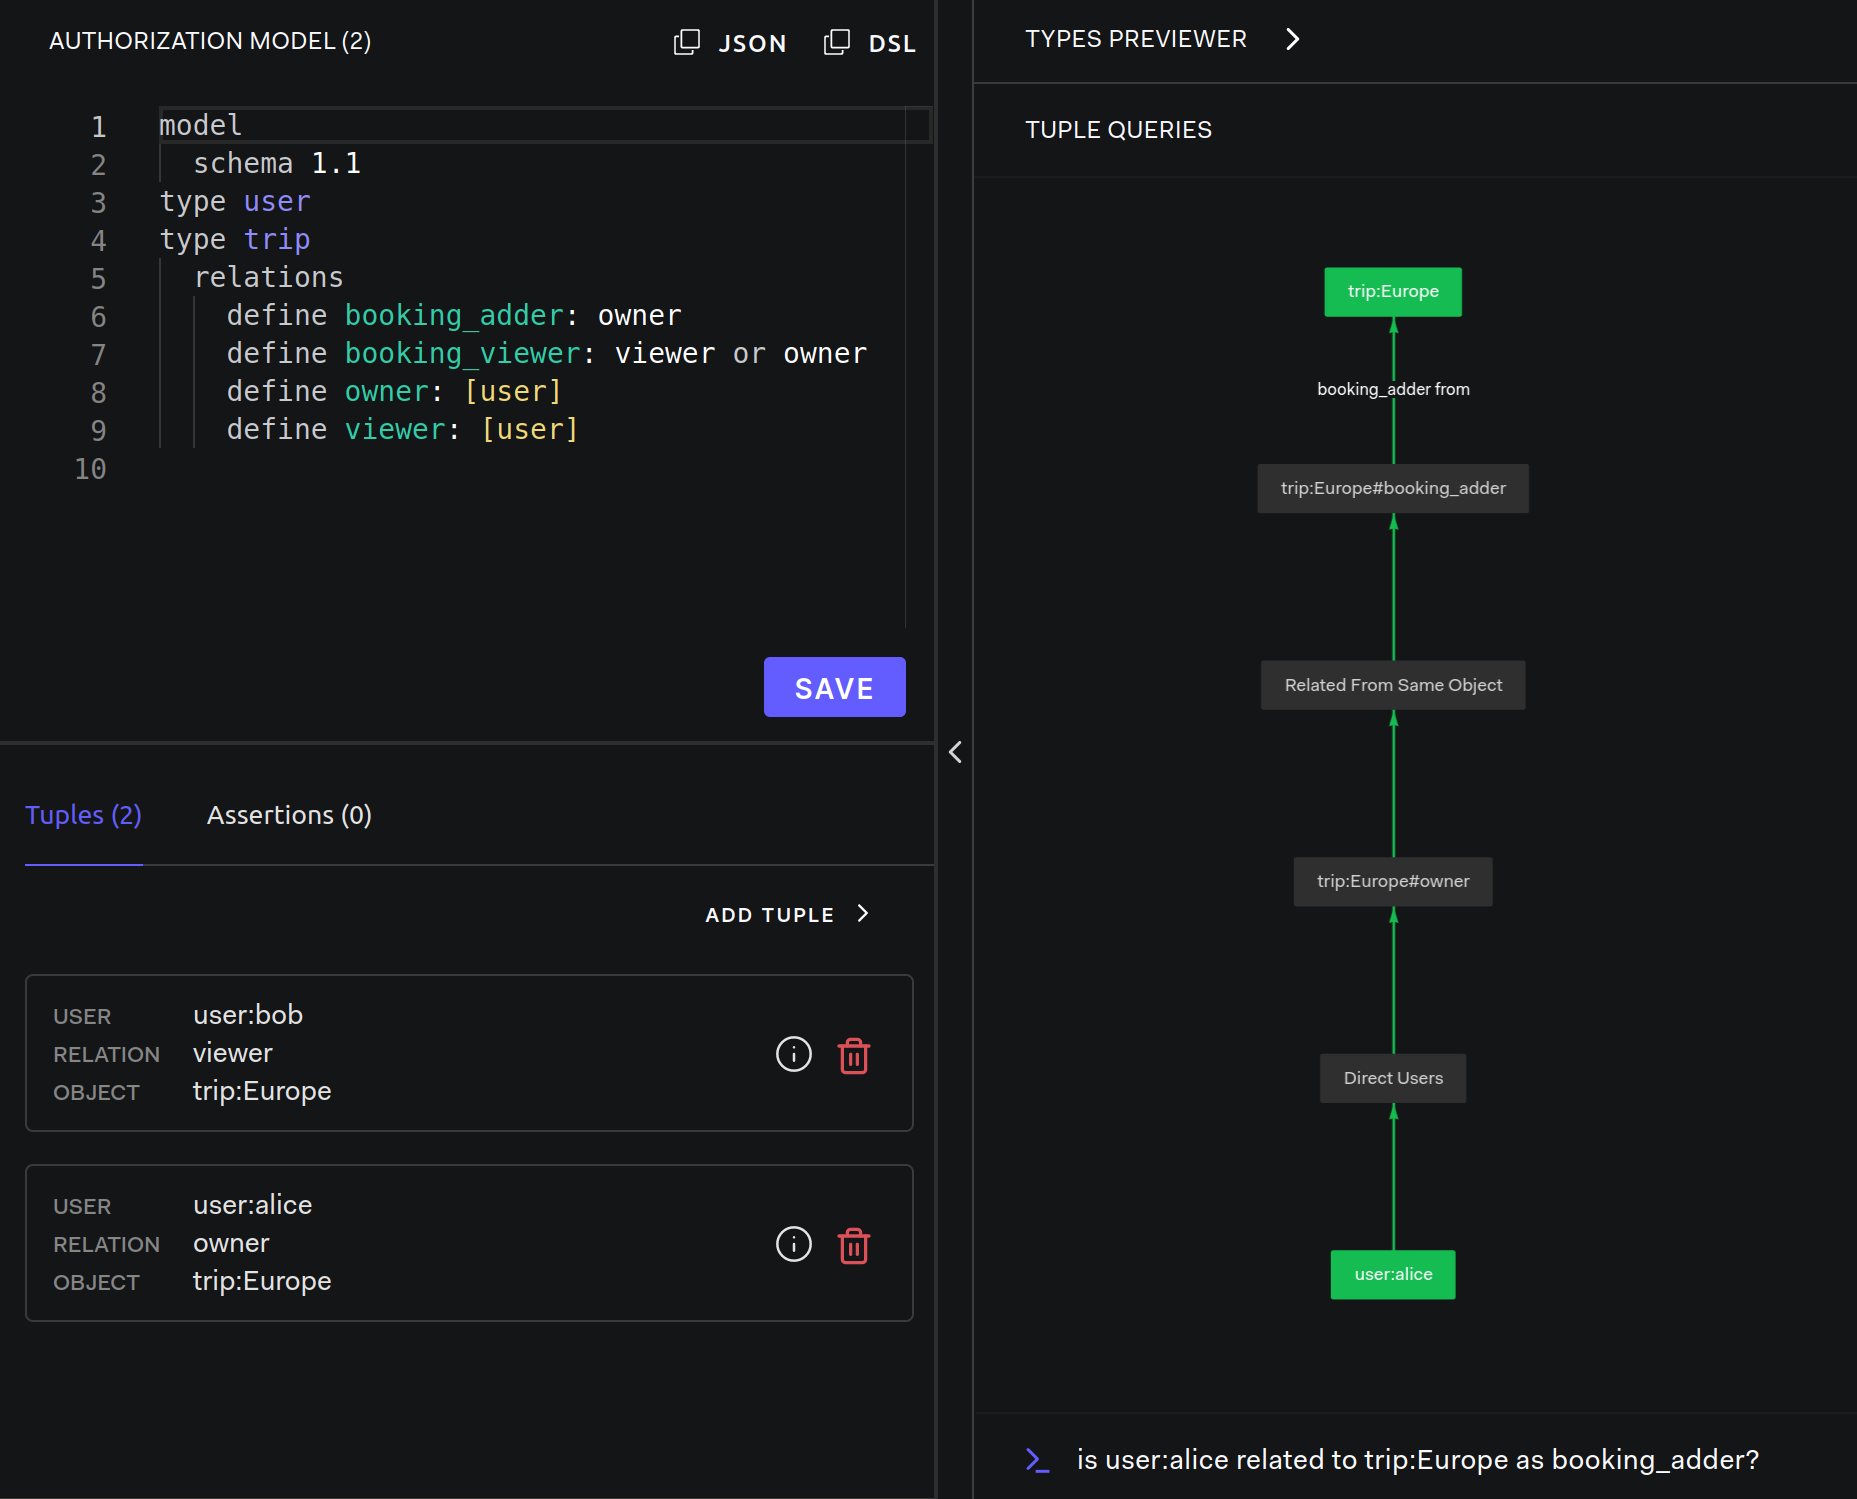 AUTHORIZATION MODEL (2)
JSON
DSL
1 model
2 schema 1.1
3 type user
4 type trip
5 relations
6 define booking_adder: owner
7 define booking_viewer: viewer or owner
8 define owner: [user]
9 define viewer: [user]
10
SAVE
Tuples (2)
Assertions (0)
ADD TUPLE
USER user:bob
RELATION viewer
OBJECT trip:Europe
USER user:alice
RELATION owner
OBJECT trip:Europe
TYPES PREVIEWER
TUPLE QUERIES
trip:Europe
booking_adder from
trip:Europe#booking_adder
Related From Same Object
trip:Europe#owner
Direct Users
user:alice
is user:alice related to trip:Europe as booking_adder?